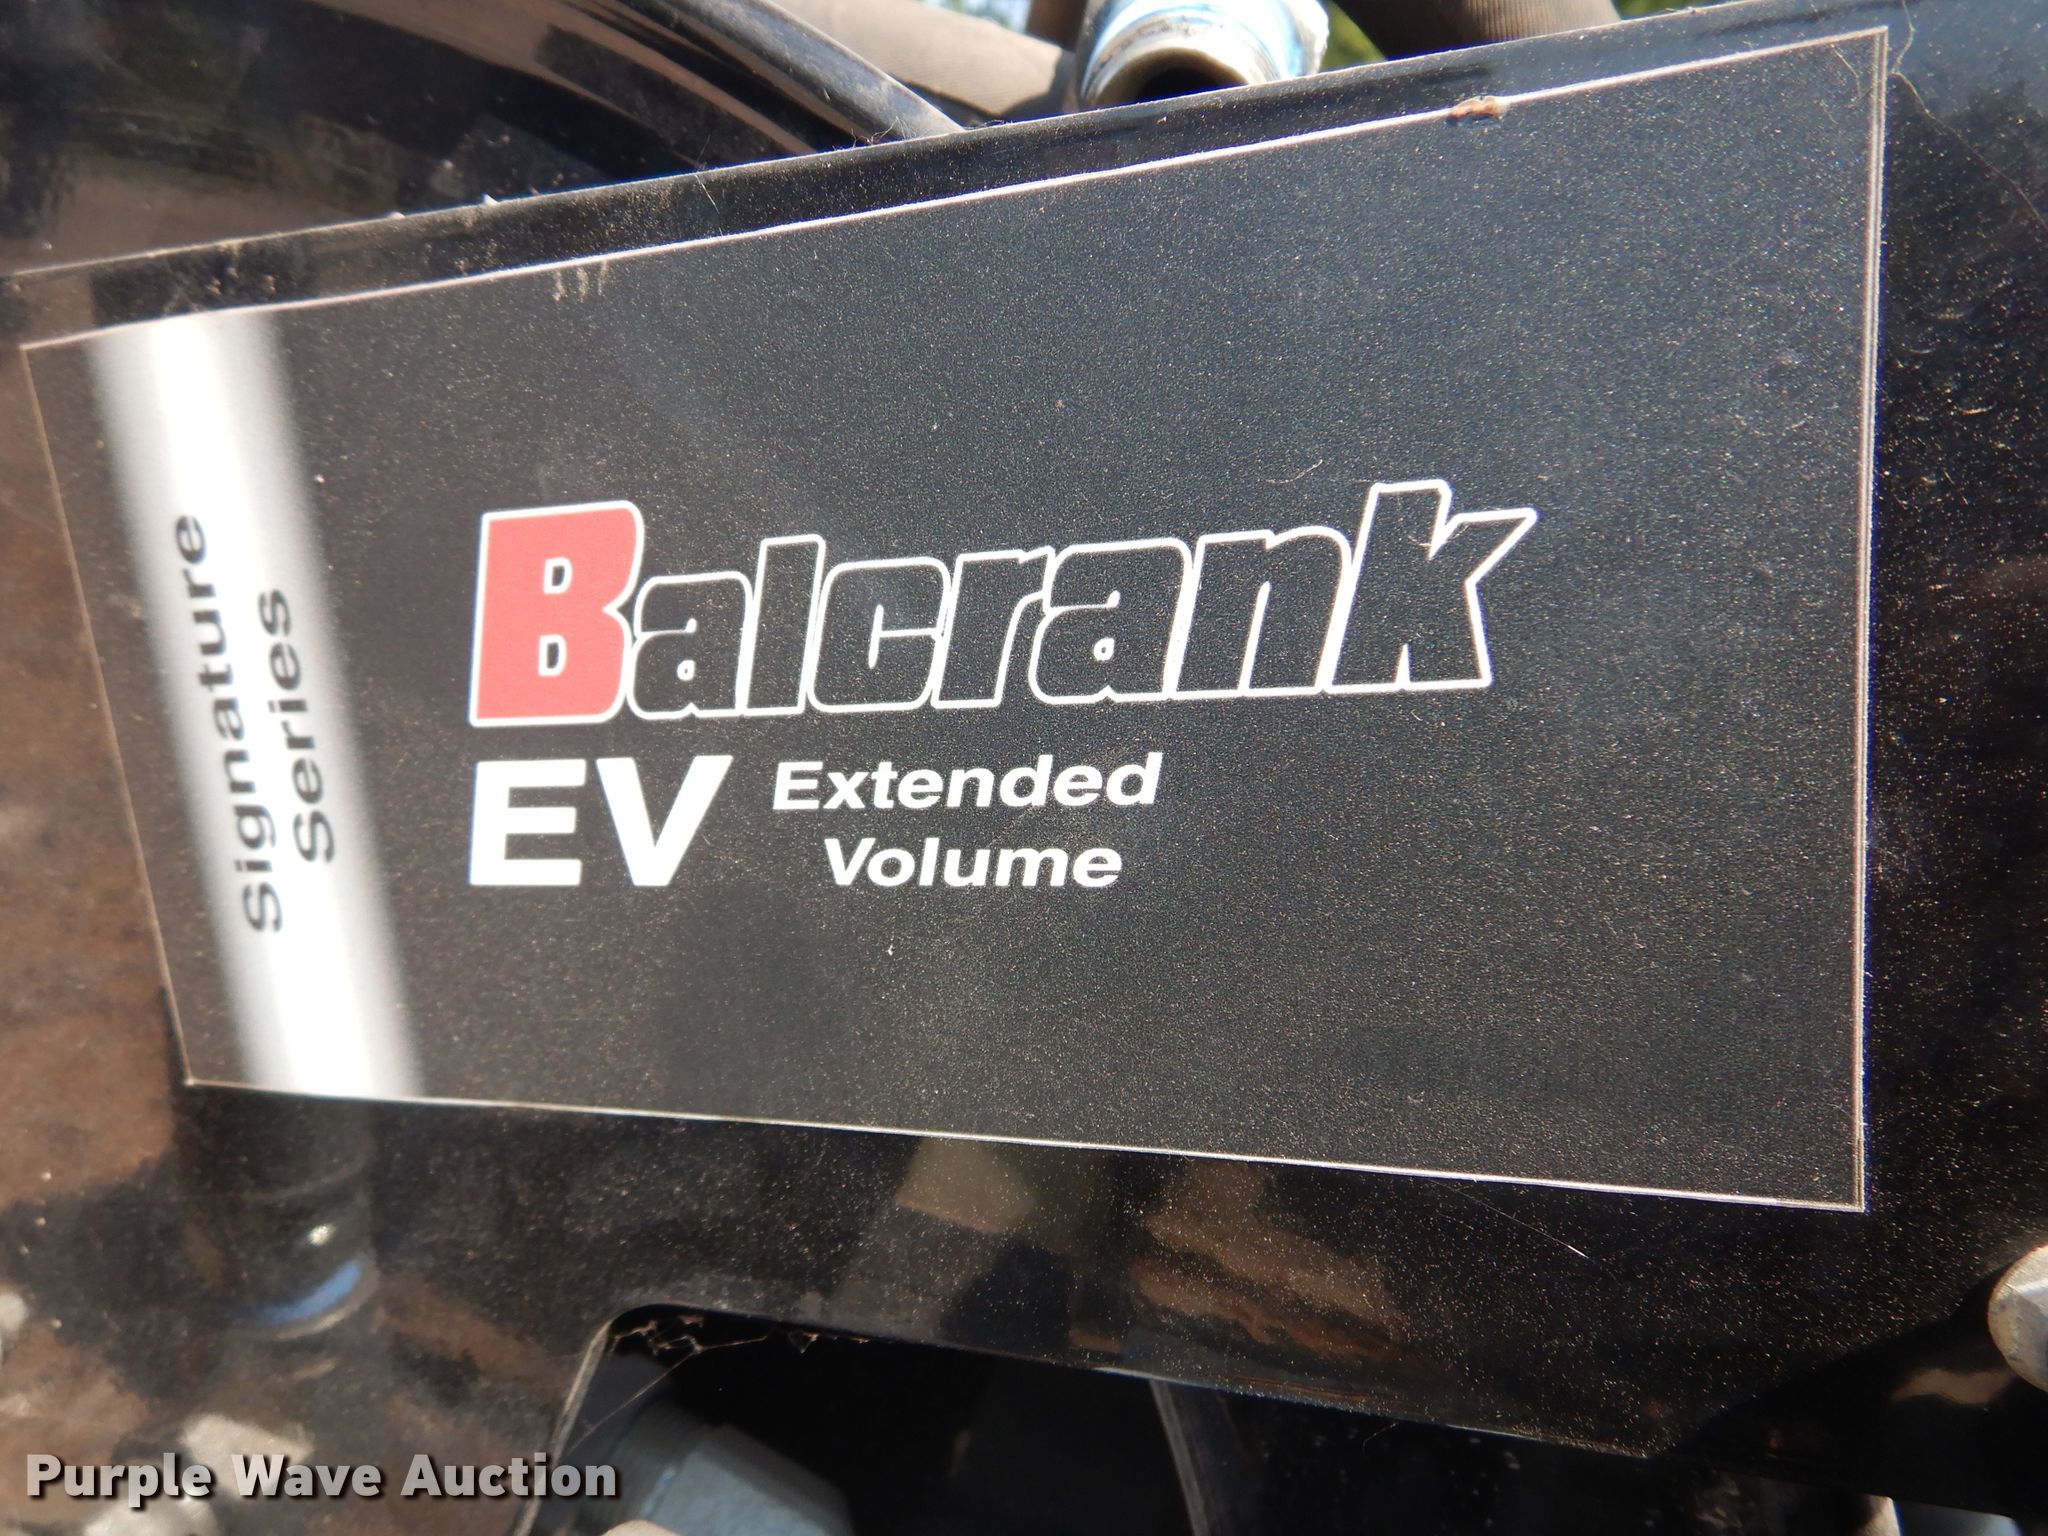 Signature
Series
Balcrank
EV Extended
Volume
Purple Wave Auction